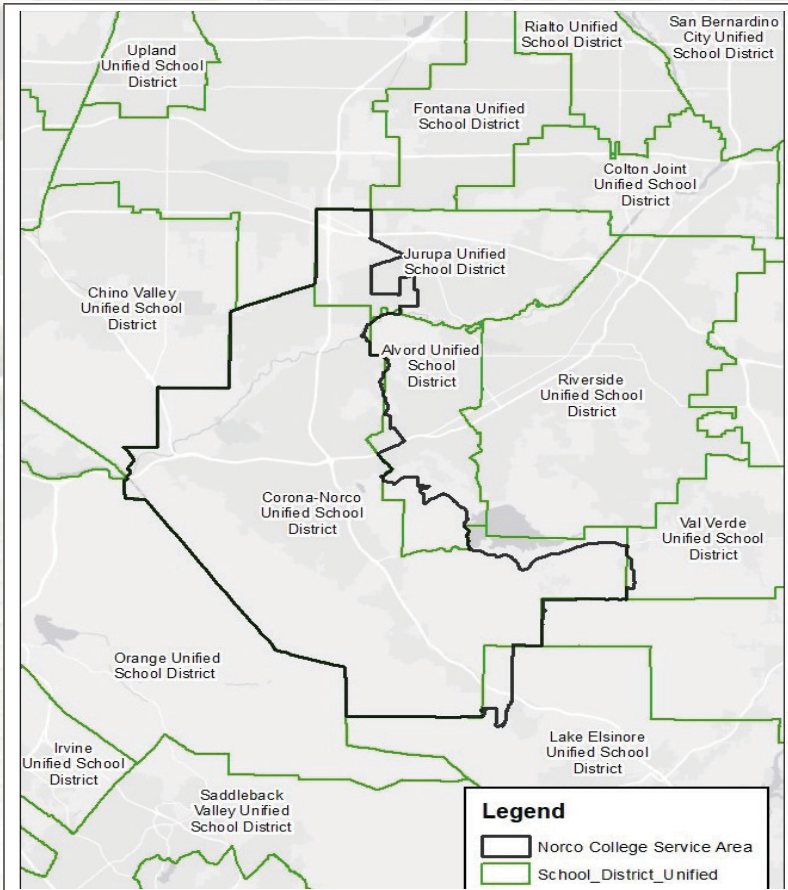 Upland
Unified School
District
Rialto Unified
School District
San Bernardino
City Unified
School District
Fontana Unified
School District
Colton Joint
Unified School
District
Jurupa Unified
School District
Chino Valley
Unified School
District
Alvord Unified
School
District
Riverside
Unified School
District
Corona-Norco
Unified School
District
Val Verde
Unified School
District
Orange Unified
School District
Lake Elsinore
Unified School
District
Irvine
Unified School
District
Saddleback
Valley Unified
School District
Legend
Norco College Service Area
School_District_Unified